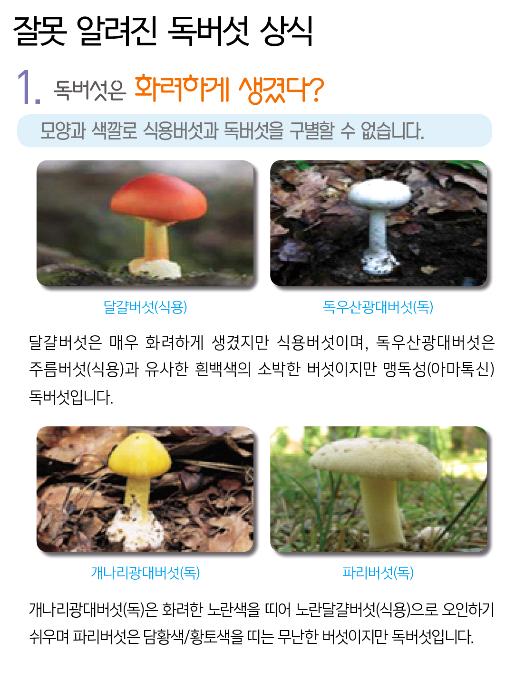 잘못 알려진 독버섯 상식
1. 독버섯은 화려하게 생겼다?
모양과 색깔로 식용버섯과 독버섯을 구별할 수 없습니다.
달걀버섯(식용)
독우산광대버섯(독)
달걀버섯은 매우 화려하게 생겼지만 식용버섯이며, 독우산광대버섯은
주름버섯(식용)과 유사한 흰백색의 소박한 버섯이지만 맹독성(아마톡신)
독버섯입니다.
개나리광대버섯(독)
파리버섯(독)
개나리광대버섯(독)은 화려한 노란색을 띠어 노란달걀버섯(식용)으로 오인하기
쉬우며 파리버섯은 담황색/황토색을 띠는 무난한 버섯이지만 독버섯입니다.